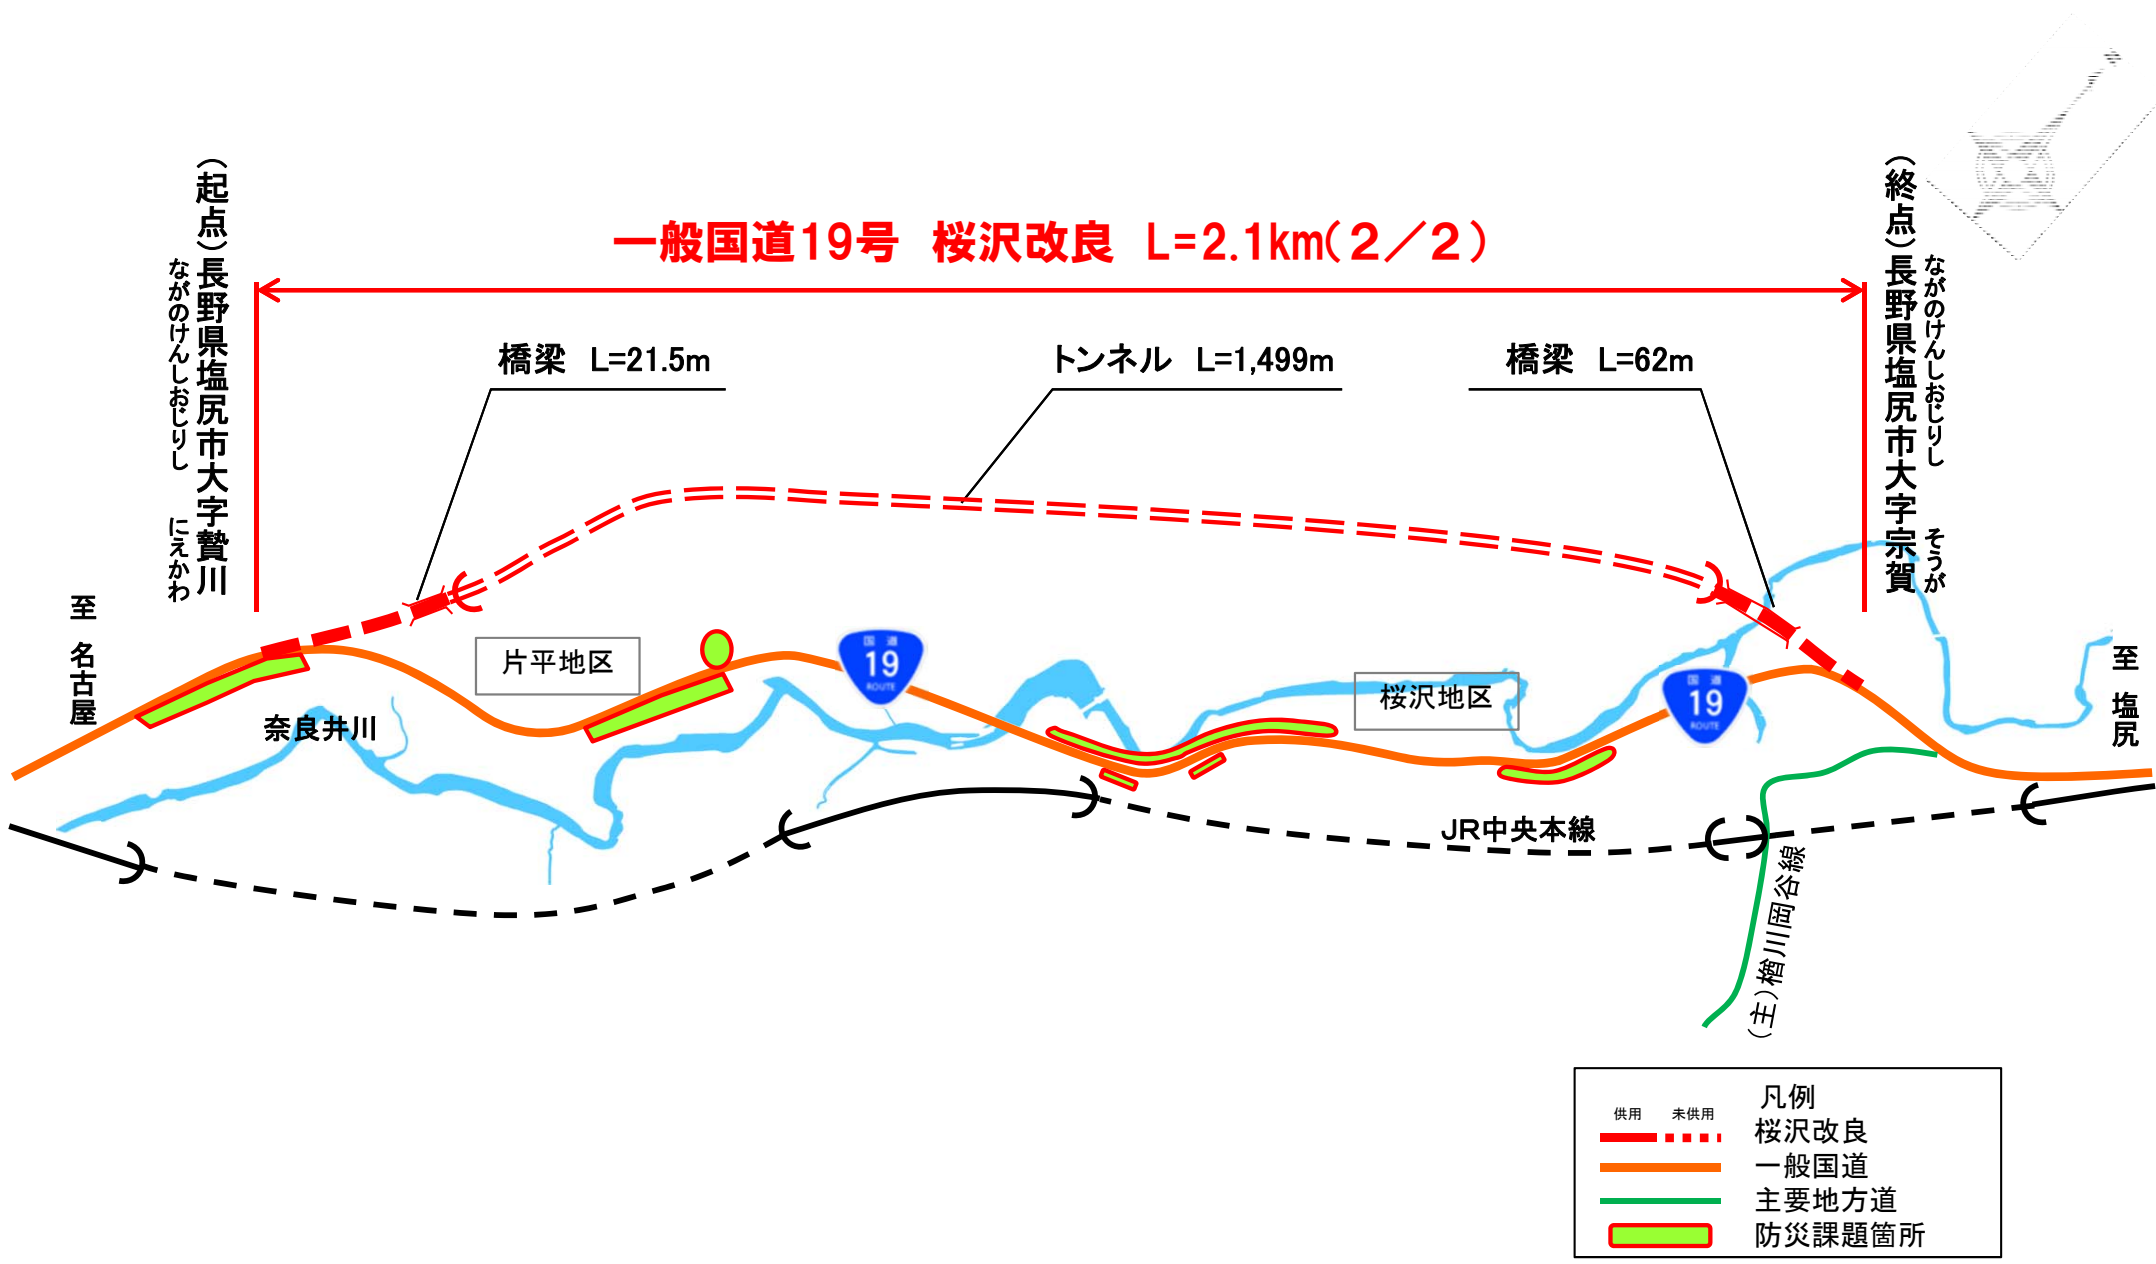 一般国道19号 桜沢改良 L=2.1km(2/2)
(起点)長野県塩尻市大字贄川
ながのけんしおじりし にえかわ
(終点)長野県塩尻市大字宗賀
ながのけんしおじりし そうが
橋梁 L=21.5m
トンネル L=1,499m
橋梁 L=62m
至 名古屋
片平地区
国道
19
ROUTE
奈良井川
桜沢地区
国道
19
ROUTE
至 塩尻
JR中央本線
(主)楢川岡谷線
凡例
供用 未供用
桜沢改良
一般国道
主要地方道
防災課題箇所